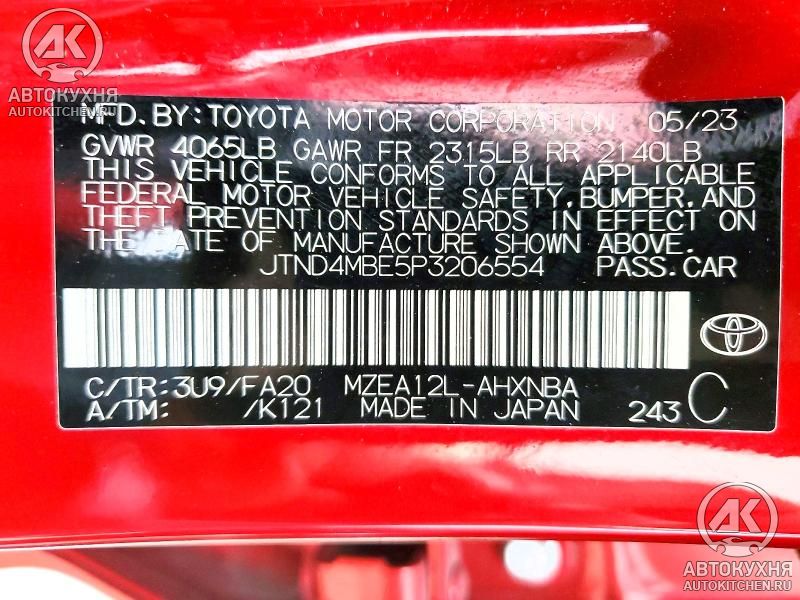 AK
АВТОКУХНЯ
AUTOKITCHEN.RU
MFD.BY:TOYOTA MOTOR CORPORATION 05/23
GVWR 4065LB GAWR FR 2315LB RR 2140LB
THIS VEHICLE CONFORMS TO ALL APPLICABLE
FEDERAL MOTOR VEHICLE SAFETY,BUMPER,AND
THEFT PREVENTION STANDARDS IN EFFECT ON
THE DATE OF MANUFACTURE SHOWN ABOVE.
JTND4MBE5P3206554 PASS.CAR
C/TR:3U9/FA20 MZEA12L-AHXNBA
A/TM: /K121 MADE IN JAPAN 243 C
AK
АВТОКУХНЯ
AUTOKITCHEN.RU